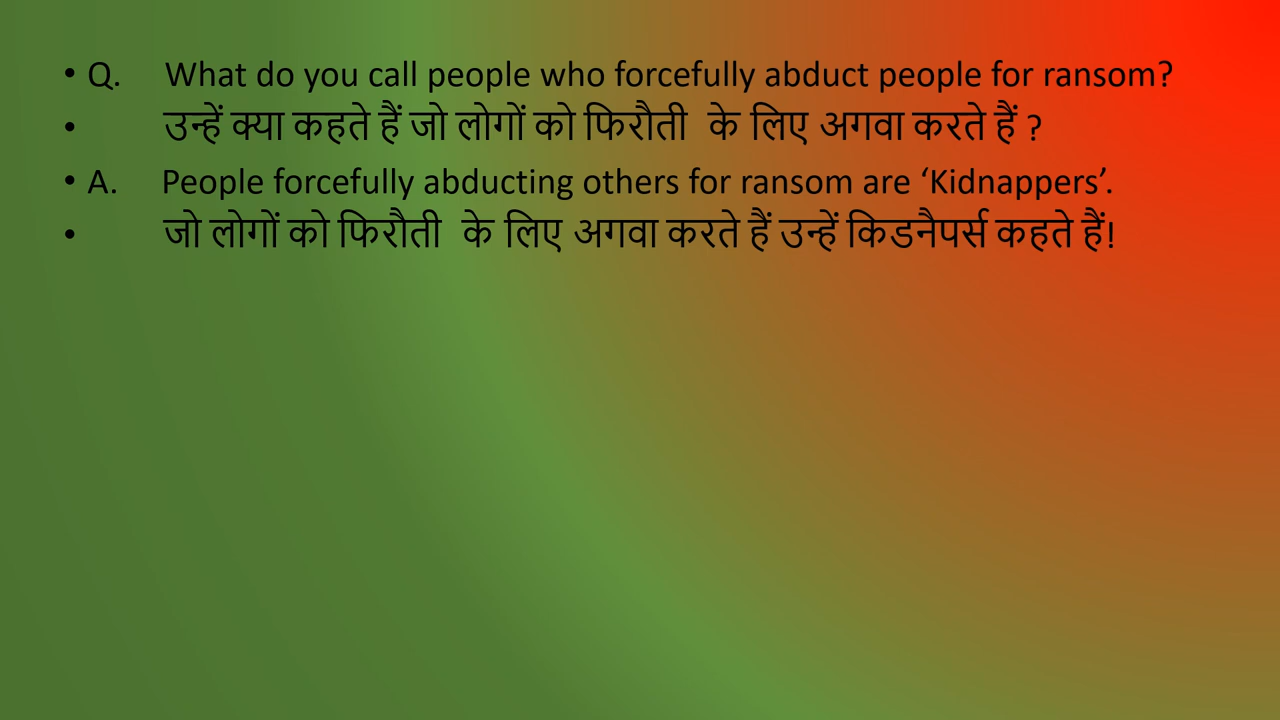 • Q. What do you call people who forcefully abduct people for ransom?
• उन्हें क्या कहते हैं जो लोगों को फिरौती के लिए अगवा करते हैं ?
• A. People forcefully abducting others for ransom are ‘Kidnappers’.
• जो लोगों को फिरौती के लिए अगवा करते हैं उन्हें किडनैपर्स कहते हैं!